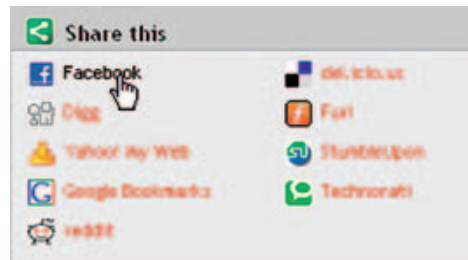 Share this
Facebook
del.icio.us
Digg
Furl
Yahoo! My Web
StumbleUpon
Google Bookmarks
Technorati
reddit